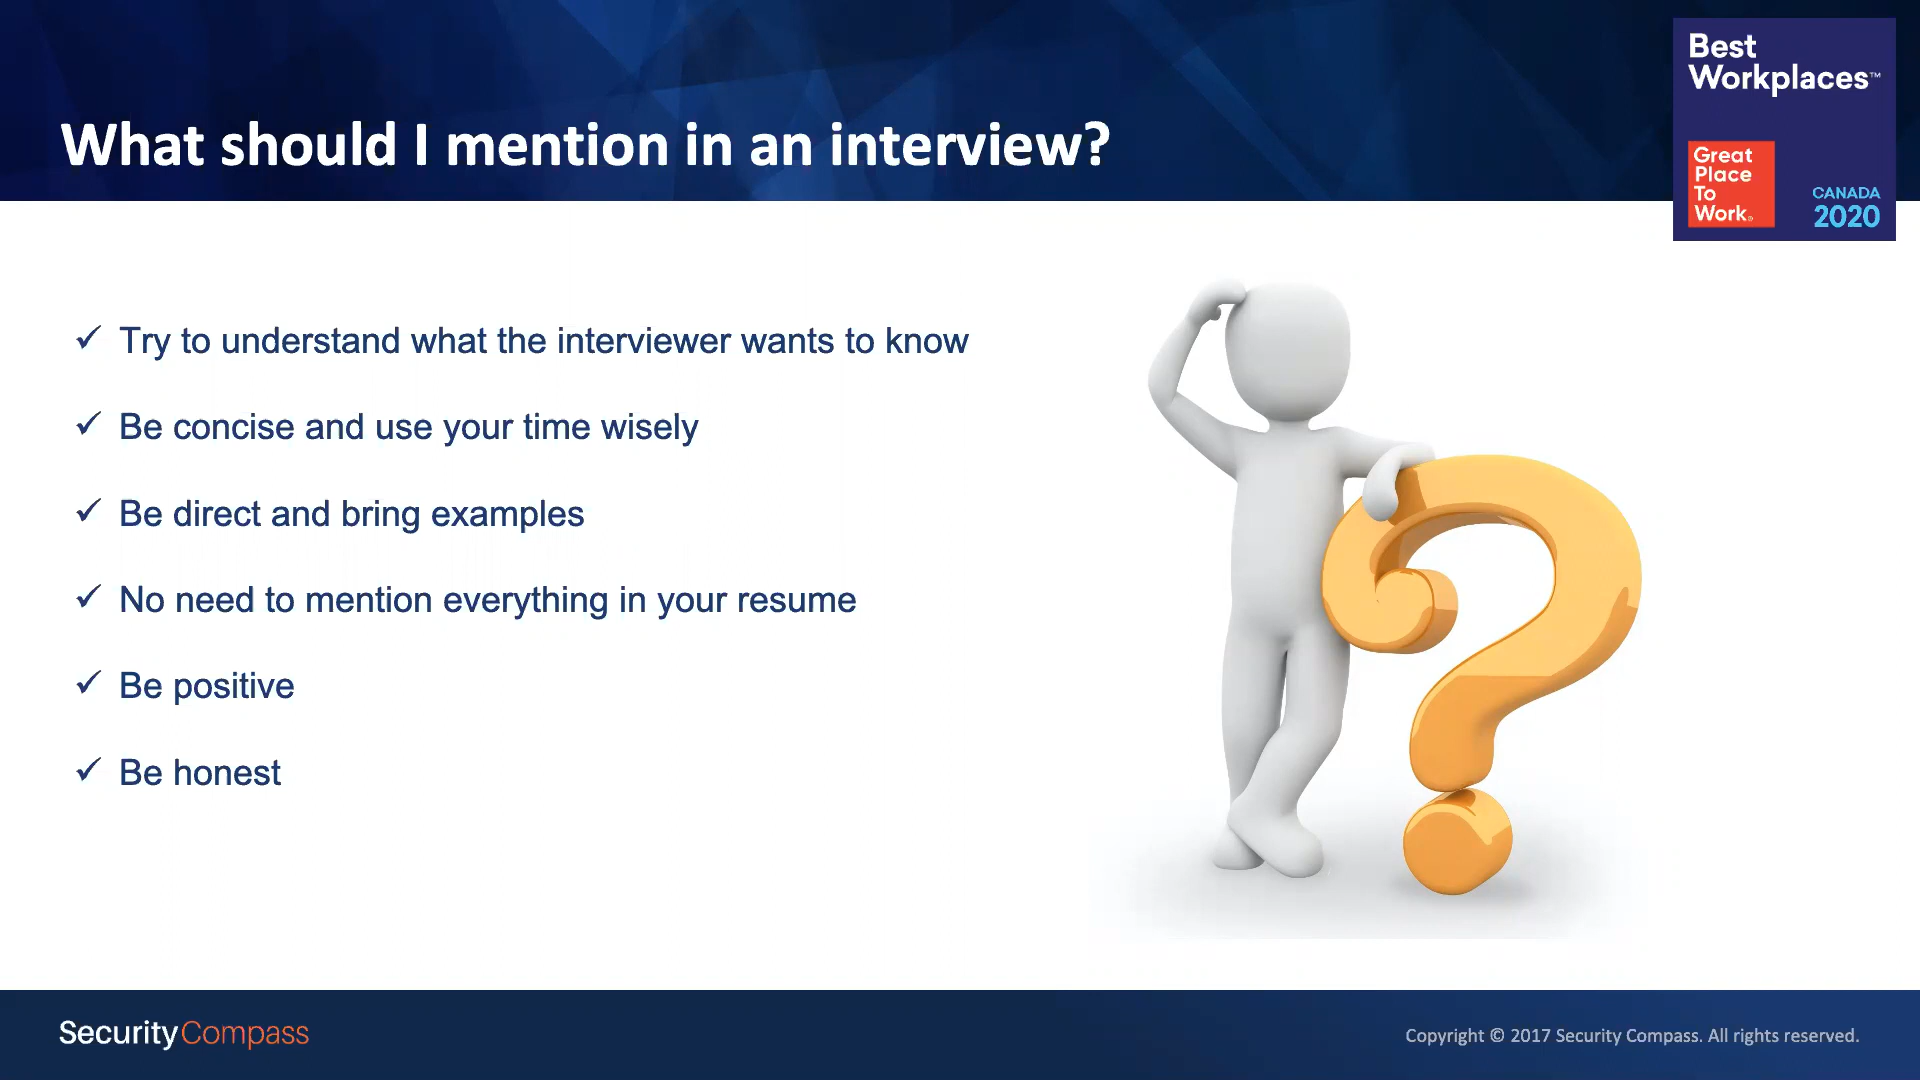 What should I mention in an interview?
Best
Workplaces™
Great
Place
To
Work®
CANADA
2020
✓ Try to understand what the interviewer wants to know
✓ Be concise and use your time wisely
✓ Be direct and bring examples
✓ No need to mention everything in your resume
✓ Be positive
✓ Be honest
SecurityCompass
Copyright © 2017 Security Compass. All rights reserved.